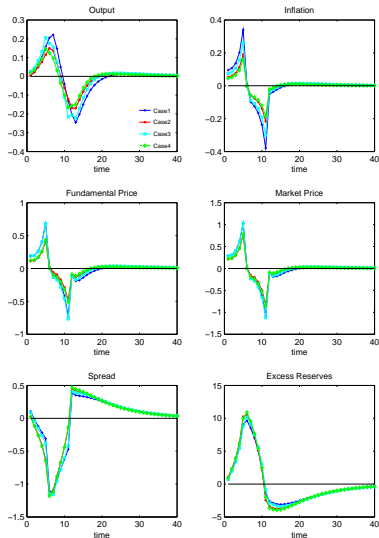 Output
0.3
0.2
0.1
0
−0.1
−0.2
−0.3
−0.4
0 10 20 30 40
time
Case1
Case2
Case3
Case4
Inflation
0.4
0.2
0
−0.2
−0.4
0 10 20 30 40
time
Fundamental Price
1
0.5
0
−0.5
−1
0 10 20 30 40
time
Market Price
1.5
1
0.5
0
−0.5
−1
−1.5
0 10 20 30 40
time
Spread
0.5
0
−0.5
−1
−1.5
0 10 20 30 40
time
Excess Reserves
15
10
5
0
−5
0 10 20 30 40
time